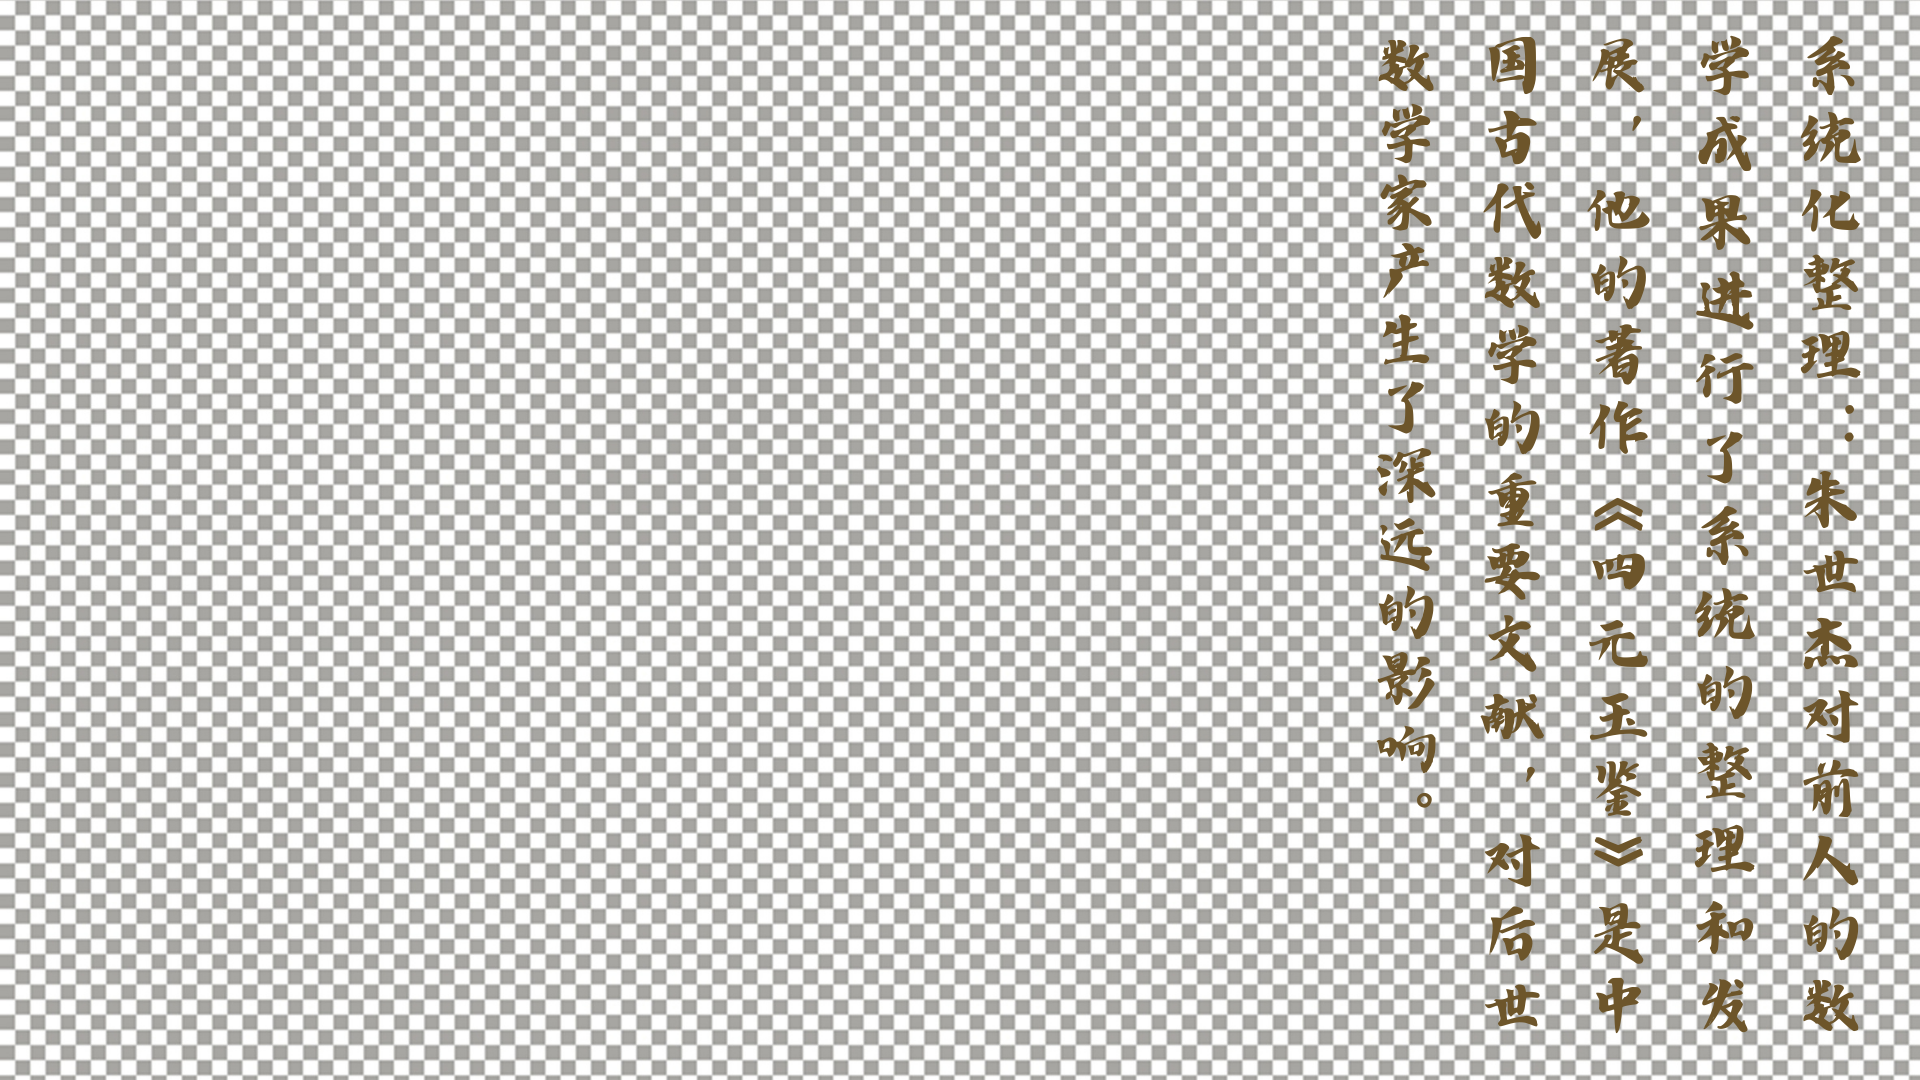 系统化整理：朱世杰对前人的数
学成果进行了系统的整理和发
展，他的著作《四元玉鉴》是中
国古代数学的重要文献，对后世
数学家产生了深远的影响。